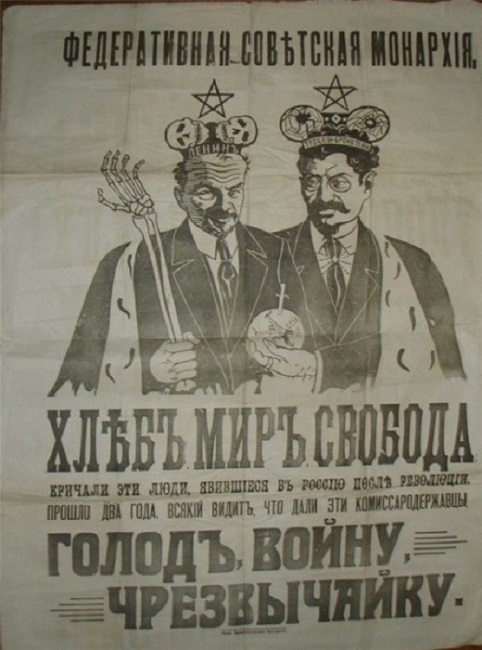 ФЕДЕРАТИВНАЯ СОВѢТСКАЯ МОНАРХІЯ.
ЛЕНИНЪ
ХЛѢБЪ, МИРЪ, СВОБОДА
КРИЧАЛИ ЭТИ ЛЮДИ, ЯВИВШІЕСЯ ВЪ РОССІЮ ПОСЛѢ РЕВОЛЮЦІИ.
ПРОШЛО ДВА ГОДА. ВСЯКІЙ ВИДИТЪ, ЧТО ДАЛИ ЭТИ КОМИССАРОДЕРЖАВЦЫ
ГОЛОДЪ, ВОЙНУ,
ЧРЕЗВЫЧАЙКУ.